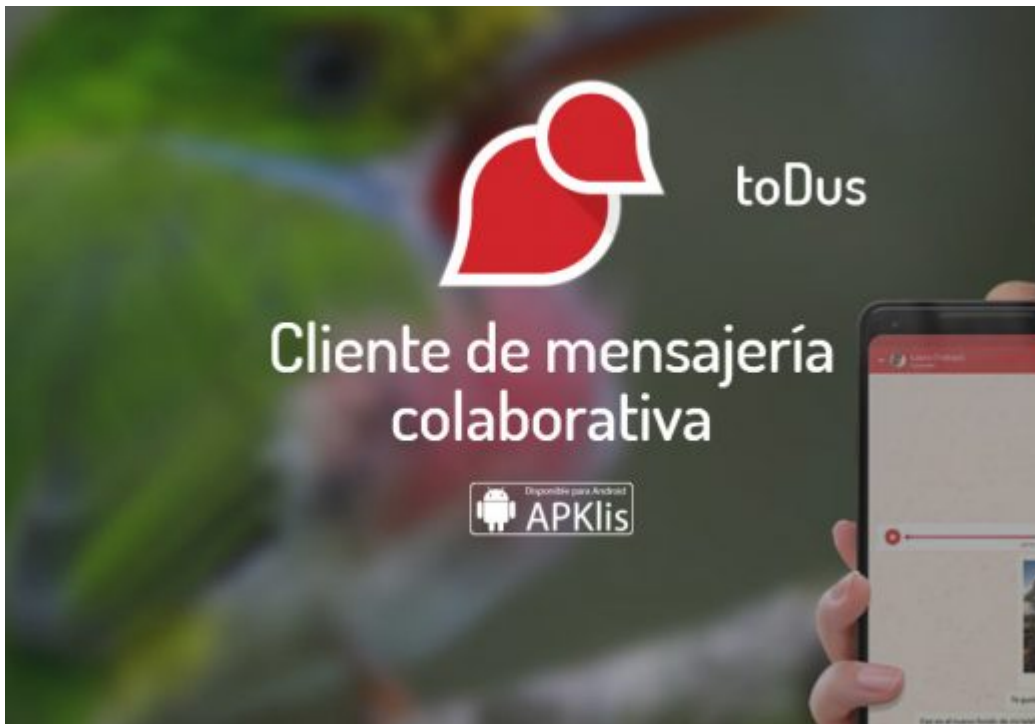 toDus
Cliente de mensajería
colaborativa
Disponible para Android
APKlis